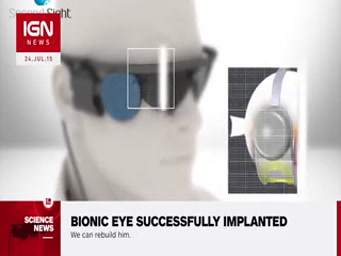 Second Sight
IGN
NEWS
24.JUL.15
SCIENCE
NEWS
BIONIC EYE SUCCESSFULLY IMPLANTED
We can rebuild him.